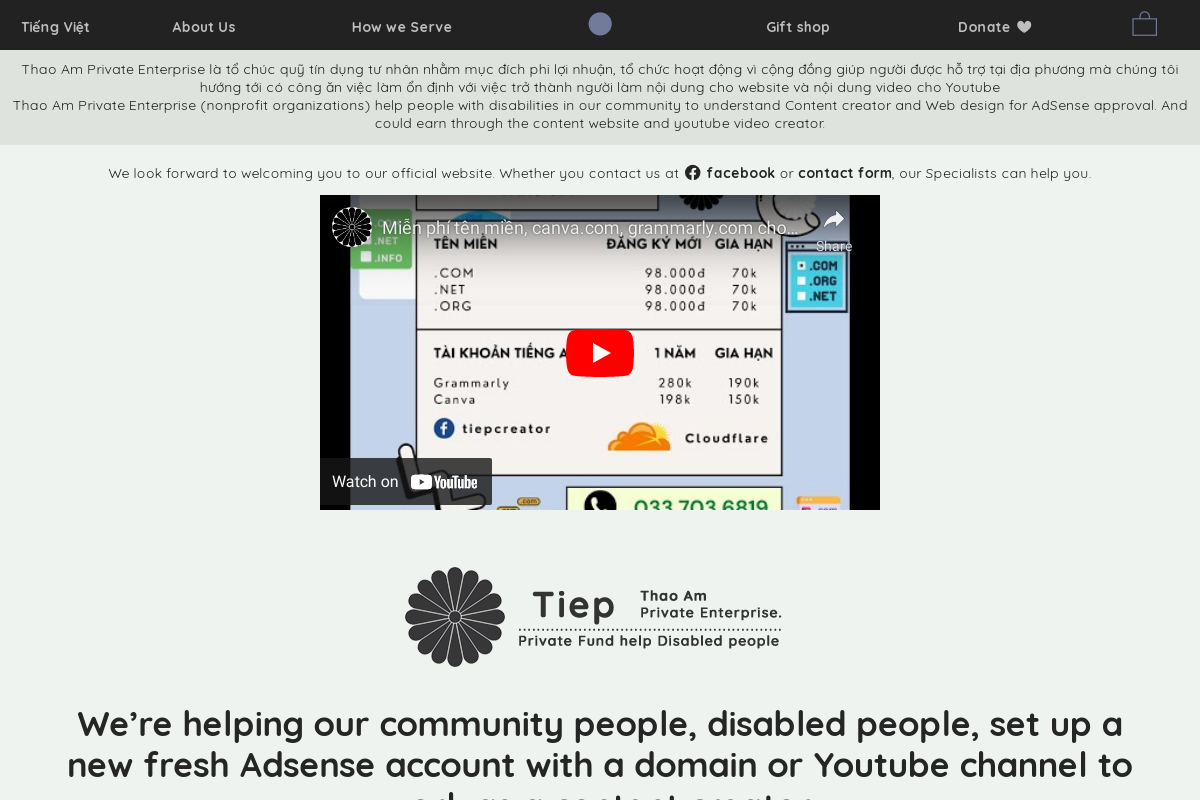 Tiếng Việt
About Us
How we Serve
Gift shop
Donate
Thao Am Private Enterprise là tổ chúc quỹ tín dụng tư nhân nhằm mục đích phi lợi nhuận, tổ chức hoạt động vì cộng đồng giúp người được hỗ trợ tại địa phương mà chúng tôi
hướng tới có công ăn việc làm ổn định với việc trở thành người làm nội dung cho website và nội dung video cho Youtube
Thao Am Private Enterprise (nonprofit organizations) help people with disabilities in our community to understand Content creator and Web design for AdSense approval. And
could earn through the content website and youtube video creator.
We look forward to welcoming you to our official website. Whether you contact us at facebook or contact form, our Specialists can help you.
Miễn phí tên miền, canva.com, grammarly.com cho...
Share
.NET
.INFO
TÊN MIỀN ĐĂNG KÝ MỚI GIA HẠN
.COM 98.000đ 70k
.NET 98.000đ 70k
.ORG 98.000đ 70k
.COM
.ORG
.NET
TÀI KHOẢN TIẾNG 1 NĂM GIA HẠN
Grammarly 280k 190k
Canva 198k 150k
tiepcreator
Cloudflare
Watch on YouTube
.com
033 703 6819
Tiep
Thao Am
Private Enterprise.
Private Fund help Disabled people
We’re helping our community people, disabled people, set up a
new fresh Adsense account with a domain or Youtube channel to